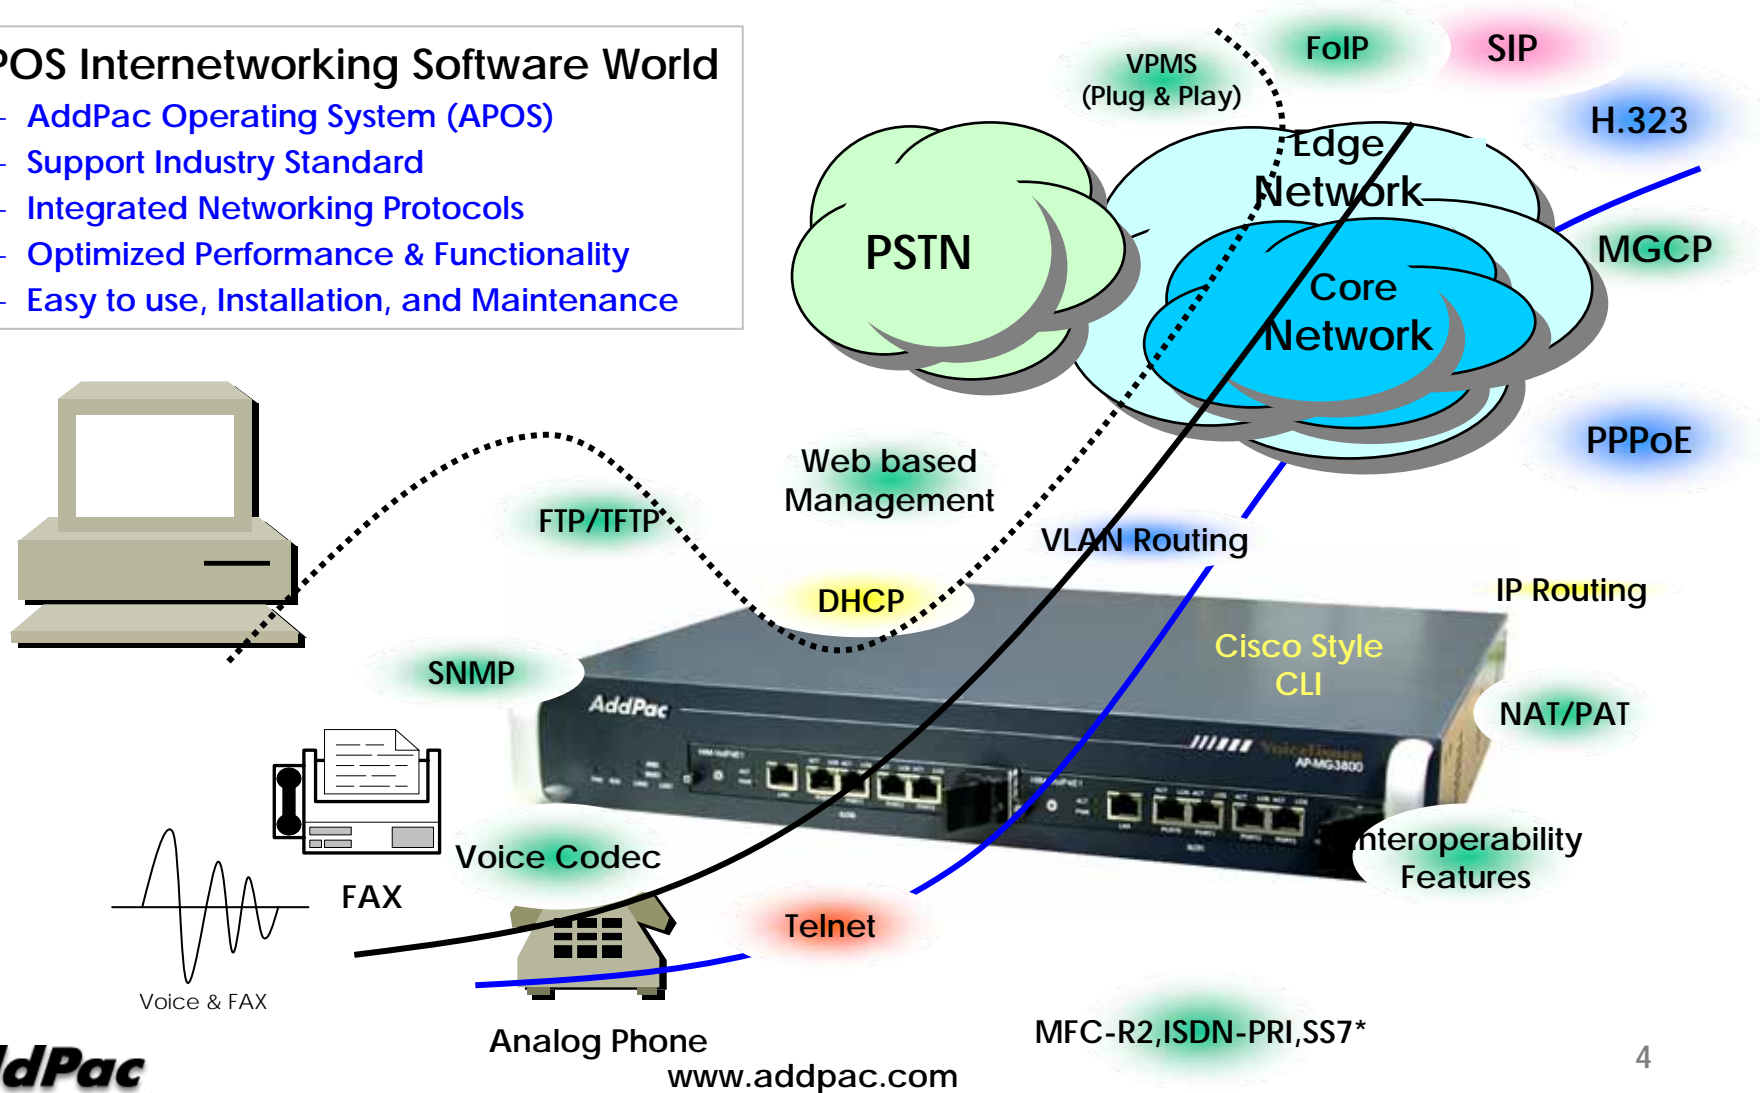 POS Internetworking Software World
- AddPac Operating System (APOS)
- Support Industry Standard
- Integrated Networking Protocols
- Optimized Performance & Functionality
- Easy to use, Installation, and Maintenance
VPMS
(Plug & Play)
FoIP
SIP
H.323
Edge
Network
PSTN
MGCP
Core
Network
PPPoE
Web based
Management
FTP/TFTP
VLAN Routing
DHCP
IP Routing
Cisco Style
CLI
SNMP
NAT/PAT
AddPac
AP-MG3800
Voice Codec
nteroperability
Features
FAX
Telnet
Voice & FAX
MFC-R2,ISDN-PRI,SS7*
Analog Phone
dPac
www.addpac.com
4